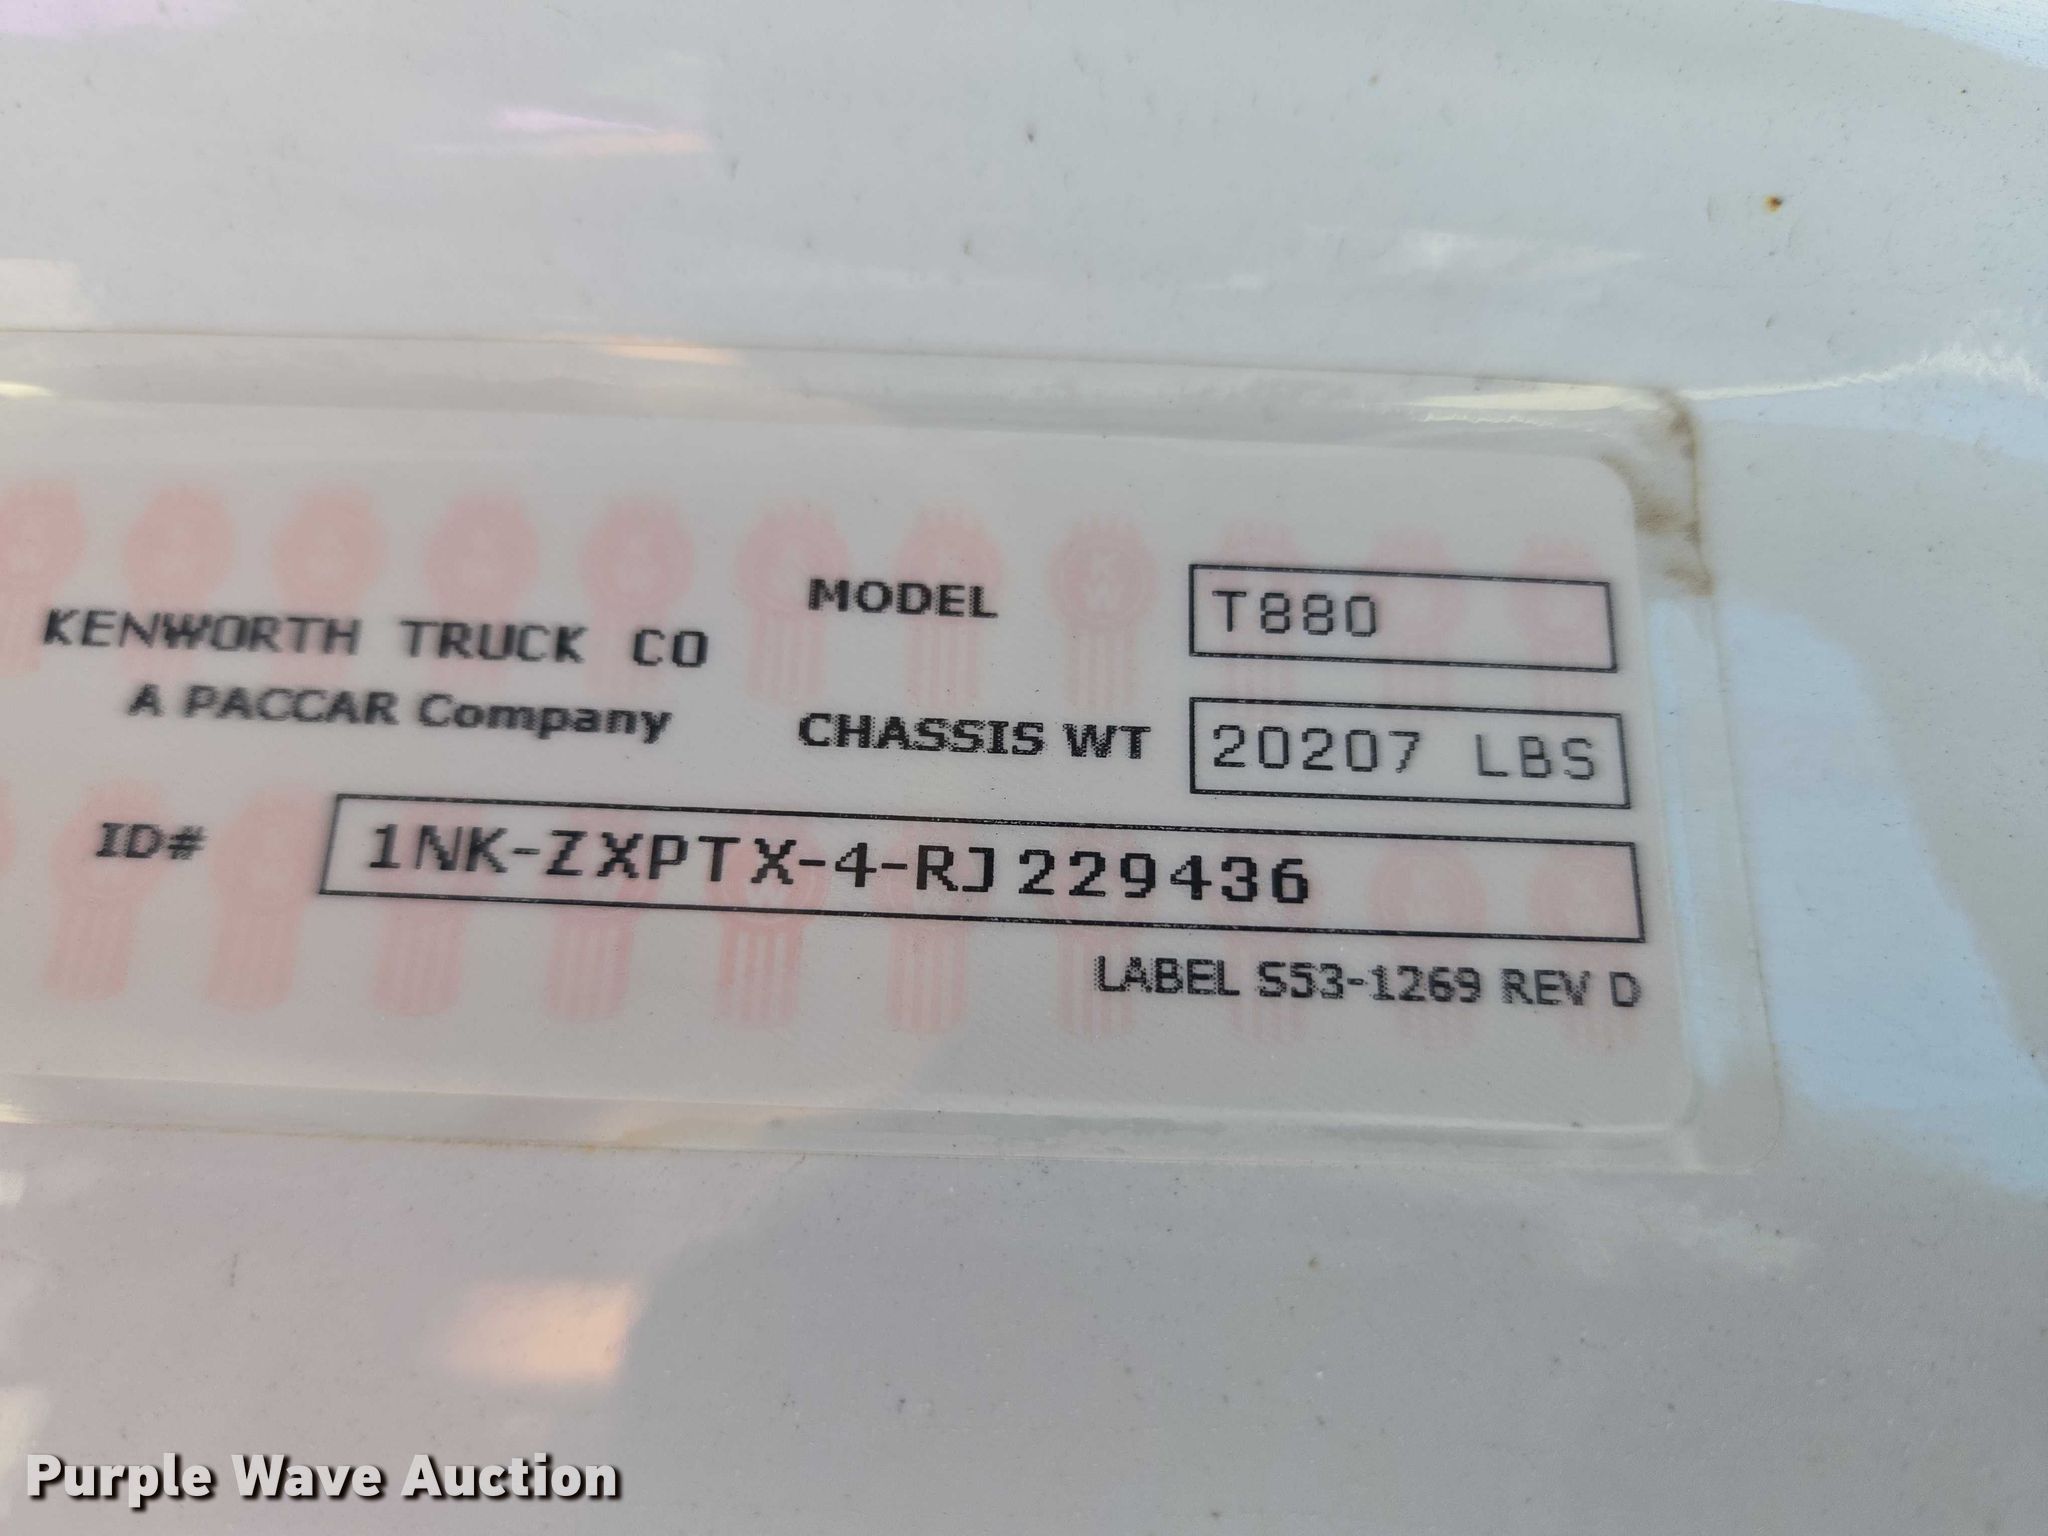 KENWORTH TRUCK CO
A PACCAR Company
MODEL T880
CHASSIS WT 20207 LBS
ID# 1NK-ZXPTX-4-RJ229436
LABEL S53-1269 REV D
Purple Wave Auction